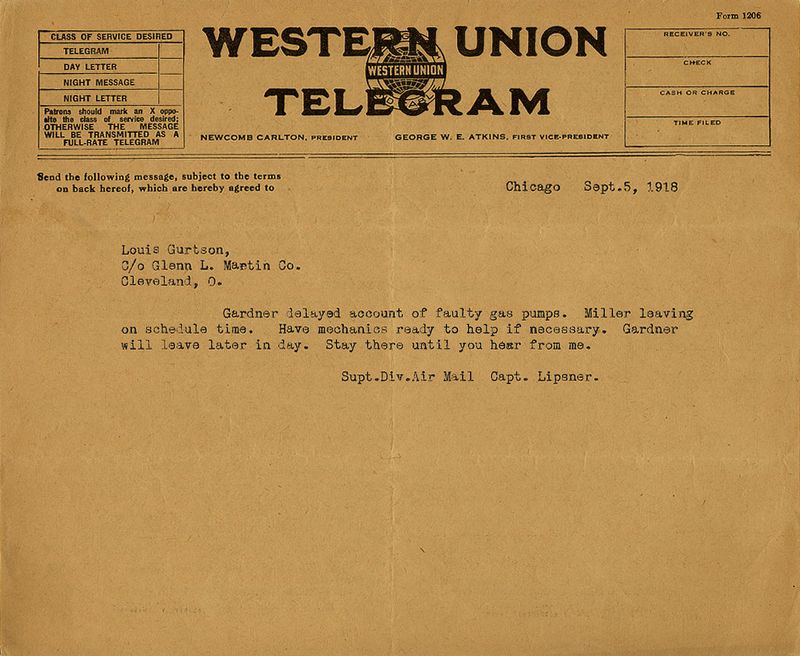 Form 1206
CLASS OF SERVICE DESIRED
TELEGRAM
DAY LETTER
NIGHT MESSAGE
NIGHT LETTER
Patrons should mark an X oppo-
site the class of service desired;
OTHERWISE THE MESSAGE
WILL BE TRANSMITTED AS A
FULL-RATE TELEGRAM
WESTERN UNION
WESTERN UNION
TELEGRAM
NEWCOMB CARLTON, PRESIDENT GEORGE W. E. ATKINS, FIRST VICE-PRESIDENT
RECEIVER'S NO.
CHECK
CASH OR CHARGE
TIME FILED
Send the following message, subject to the terms
on back hereof, which are hereby agreed to
Chicago Sept.5, 1918
Louis Gurtson,
C/o Glenn L. Martin Co.
Cleveland, O.
Gardner delayed account of faulty gas pumps. Miller leaving
on schedule time. Have mechanics ready to help if necessary. Gardner
will leave later in day. Stay there until you hear from me.
Supt.Div.Air Mail Capt. Lipsner.